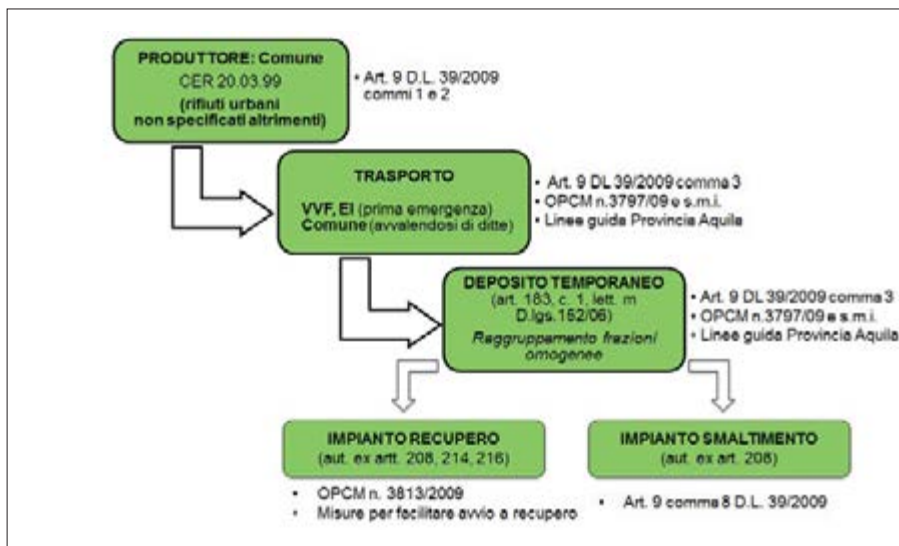 PRODUTTORE: Comune
CER 20.03.99
(rifiuti urbani
non specificati altrimenti)
• Art. 9 D.L. 39/2009
commi 1 e 2
TRASPORTO
VVF, EI (prima emergenza)
Comune (avvalendosi di ditte)
• Art. 9 DL 39/2009 comma 3
• OPCM n.3797/09 e s.m.i.
• Linee guida Provincia Aquila
DEPOSITO TEMPORANEO
(art. 183, c. 1, lett. m
D.lgs. 152/06)
Raggruppamento frazioni
omogenee
• Art. 9 DL 39/2009 comma 3
• OPCM n.3797/09 e s.m.i.
• Linee guida Provincia Aquila
IMPIANTO RECUPERO
(aut. ex artt. 208, 214, 216)
• OPCM n. 3813/2009
• Misure per facilitare avvio a recupero
IMPIANTO SMALTIMENTO
(aut. ex art. 208)
• Art. 9 comma 8 D.L. 39/2009